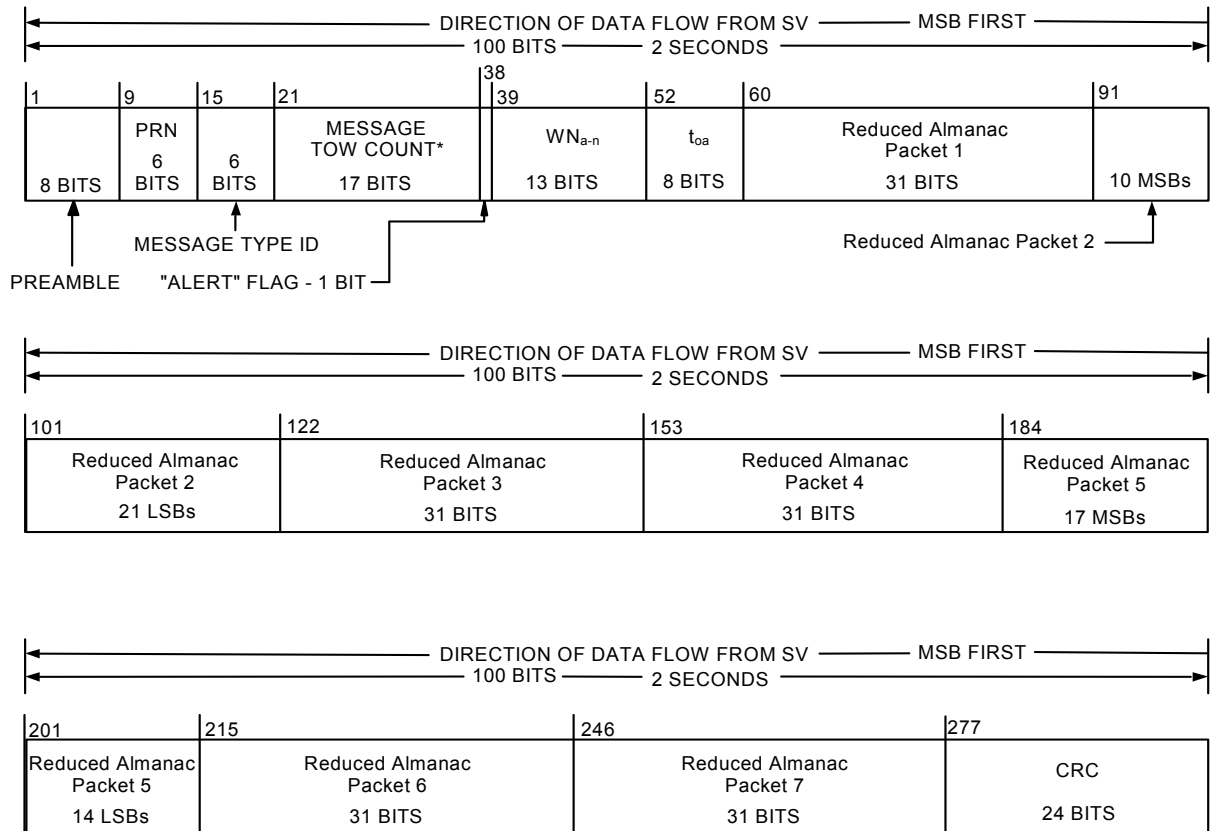 DIRECTION OF DATA FLOW FROM SV MSB FIRST
100 BITS 2 SECONDS
1 9 15 21 38 39 52 60 91
8 BITS
PRN
6
BITS
6
BITS
MESSAGE
TOW COUNT*
17 BITS
WNa-n
13 BITS
toa
8 BITS
Reduced Almanac
Packet 1
31 BITS
10 MSBs
MESSAGE TYPE ID
Reduced Almanac Packet 2
PREAMBLE
"ALERT" FLAG - 1 BIT
DIRECTION OF DATA FLOW FROM SV MSB FIRST
100 BITS 2 SECONDS
101 122 153 184
Reduced Almanac
Packet 2
21 LSBs
Reduced Almanac
Packet 3
31 BITS
Reduced Almanac
Packet 4
31 BITS
Reduced Almanac
Packet 5
17 MSBs
DIRECTION OF DATA FLOW FROM SV MSB FIRST
100 BITS 2 SECONDS
201 215 246 277
Reduced Almanac
Packet 5
14 LSBs
Reduced Almanac
Packet 6
31 BITS
Reduced Almanac
Packet 7
31 BITS
CRC
24 BITS